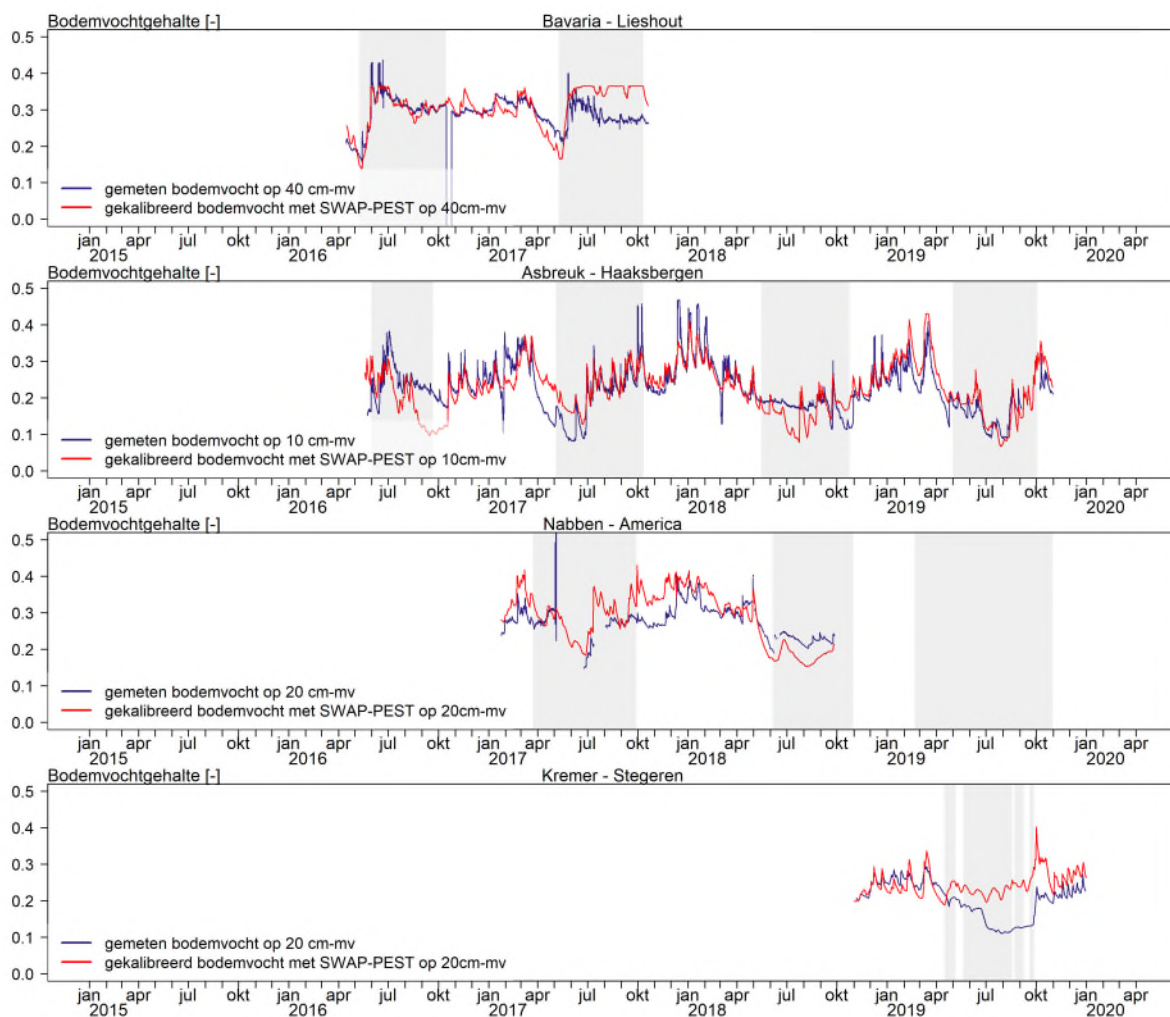 Bodemvochtgehalte [-] Bavaria - Lieshout
0.5
0.4
0.3
0.2
0.1
0.0
gemeten bodemvocht op 40 cm-mv
gekalibreerd bodemvocht met SWAP-PEST op 40cm-mv
jan apr jul okt jan apr jul okt jan apr jul okt jan apr jul okt jan apr jul okt jan apr
2015 2016 2017 2018 2019 2020
Bodemvochtgehalte [-] Asbreuk - Haaksbergen
0.5
0.4
0.3
0.2
0.1
0.0
gemeten bodemvocht op 10 cm-mv
gekalibreerd bodemvocht met SWAP-PEST op 10cm-mv
jan apr jul okt jan apr jul okt jan apr jul okt jan apr jul okt jan apr jul okt jan apr
2015 2016 2017 2018 2019 2020
Bodemvochtgehalte [-] Nabben - America
0.5
0.4
0.3
0.2
0.1
0.0
gemeten bodemvocht op 20 cm-mv
gekalibreerd bodemvocht met SWAP-PEST op 20cm-mv
jan apr jul okt jan apr jul okt jan apr jul okt jan apr jul okt jan apr jul okt jan apr
2015 2016 2017 2018 2019 2020
Bodemvochtgehalte [-] Kremer - Stegeren
0.5
0.4
0.3
0.2
0.1
0.0
gemeten bodemvocht op 20 cm-mv
gekalibreerd bodemvocht met SWAP-PEST op 20cm-mv
jan apr jul okt jan apr jul okt jan apr jul okt jan apr jul okt jan apr jul okt jan apr
2015 2016 2017 2018 2019 2020